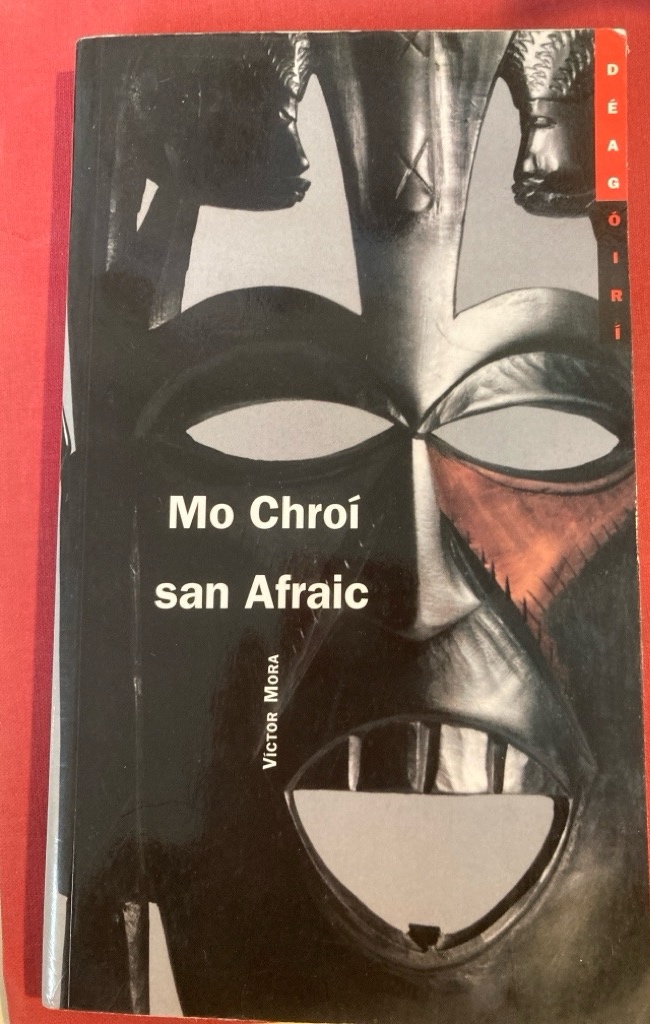 DÉAGÓIRÍ
Mo Chroí
san Afraic
VÍCTOR MORA